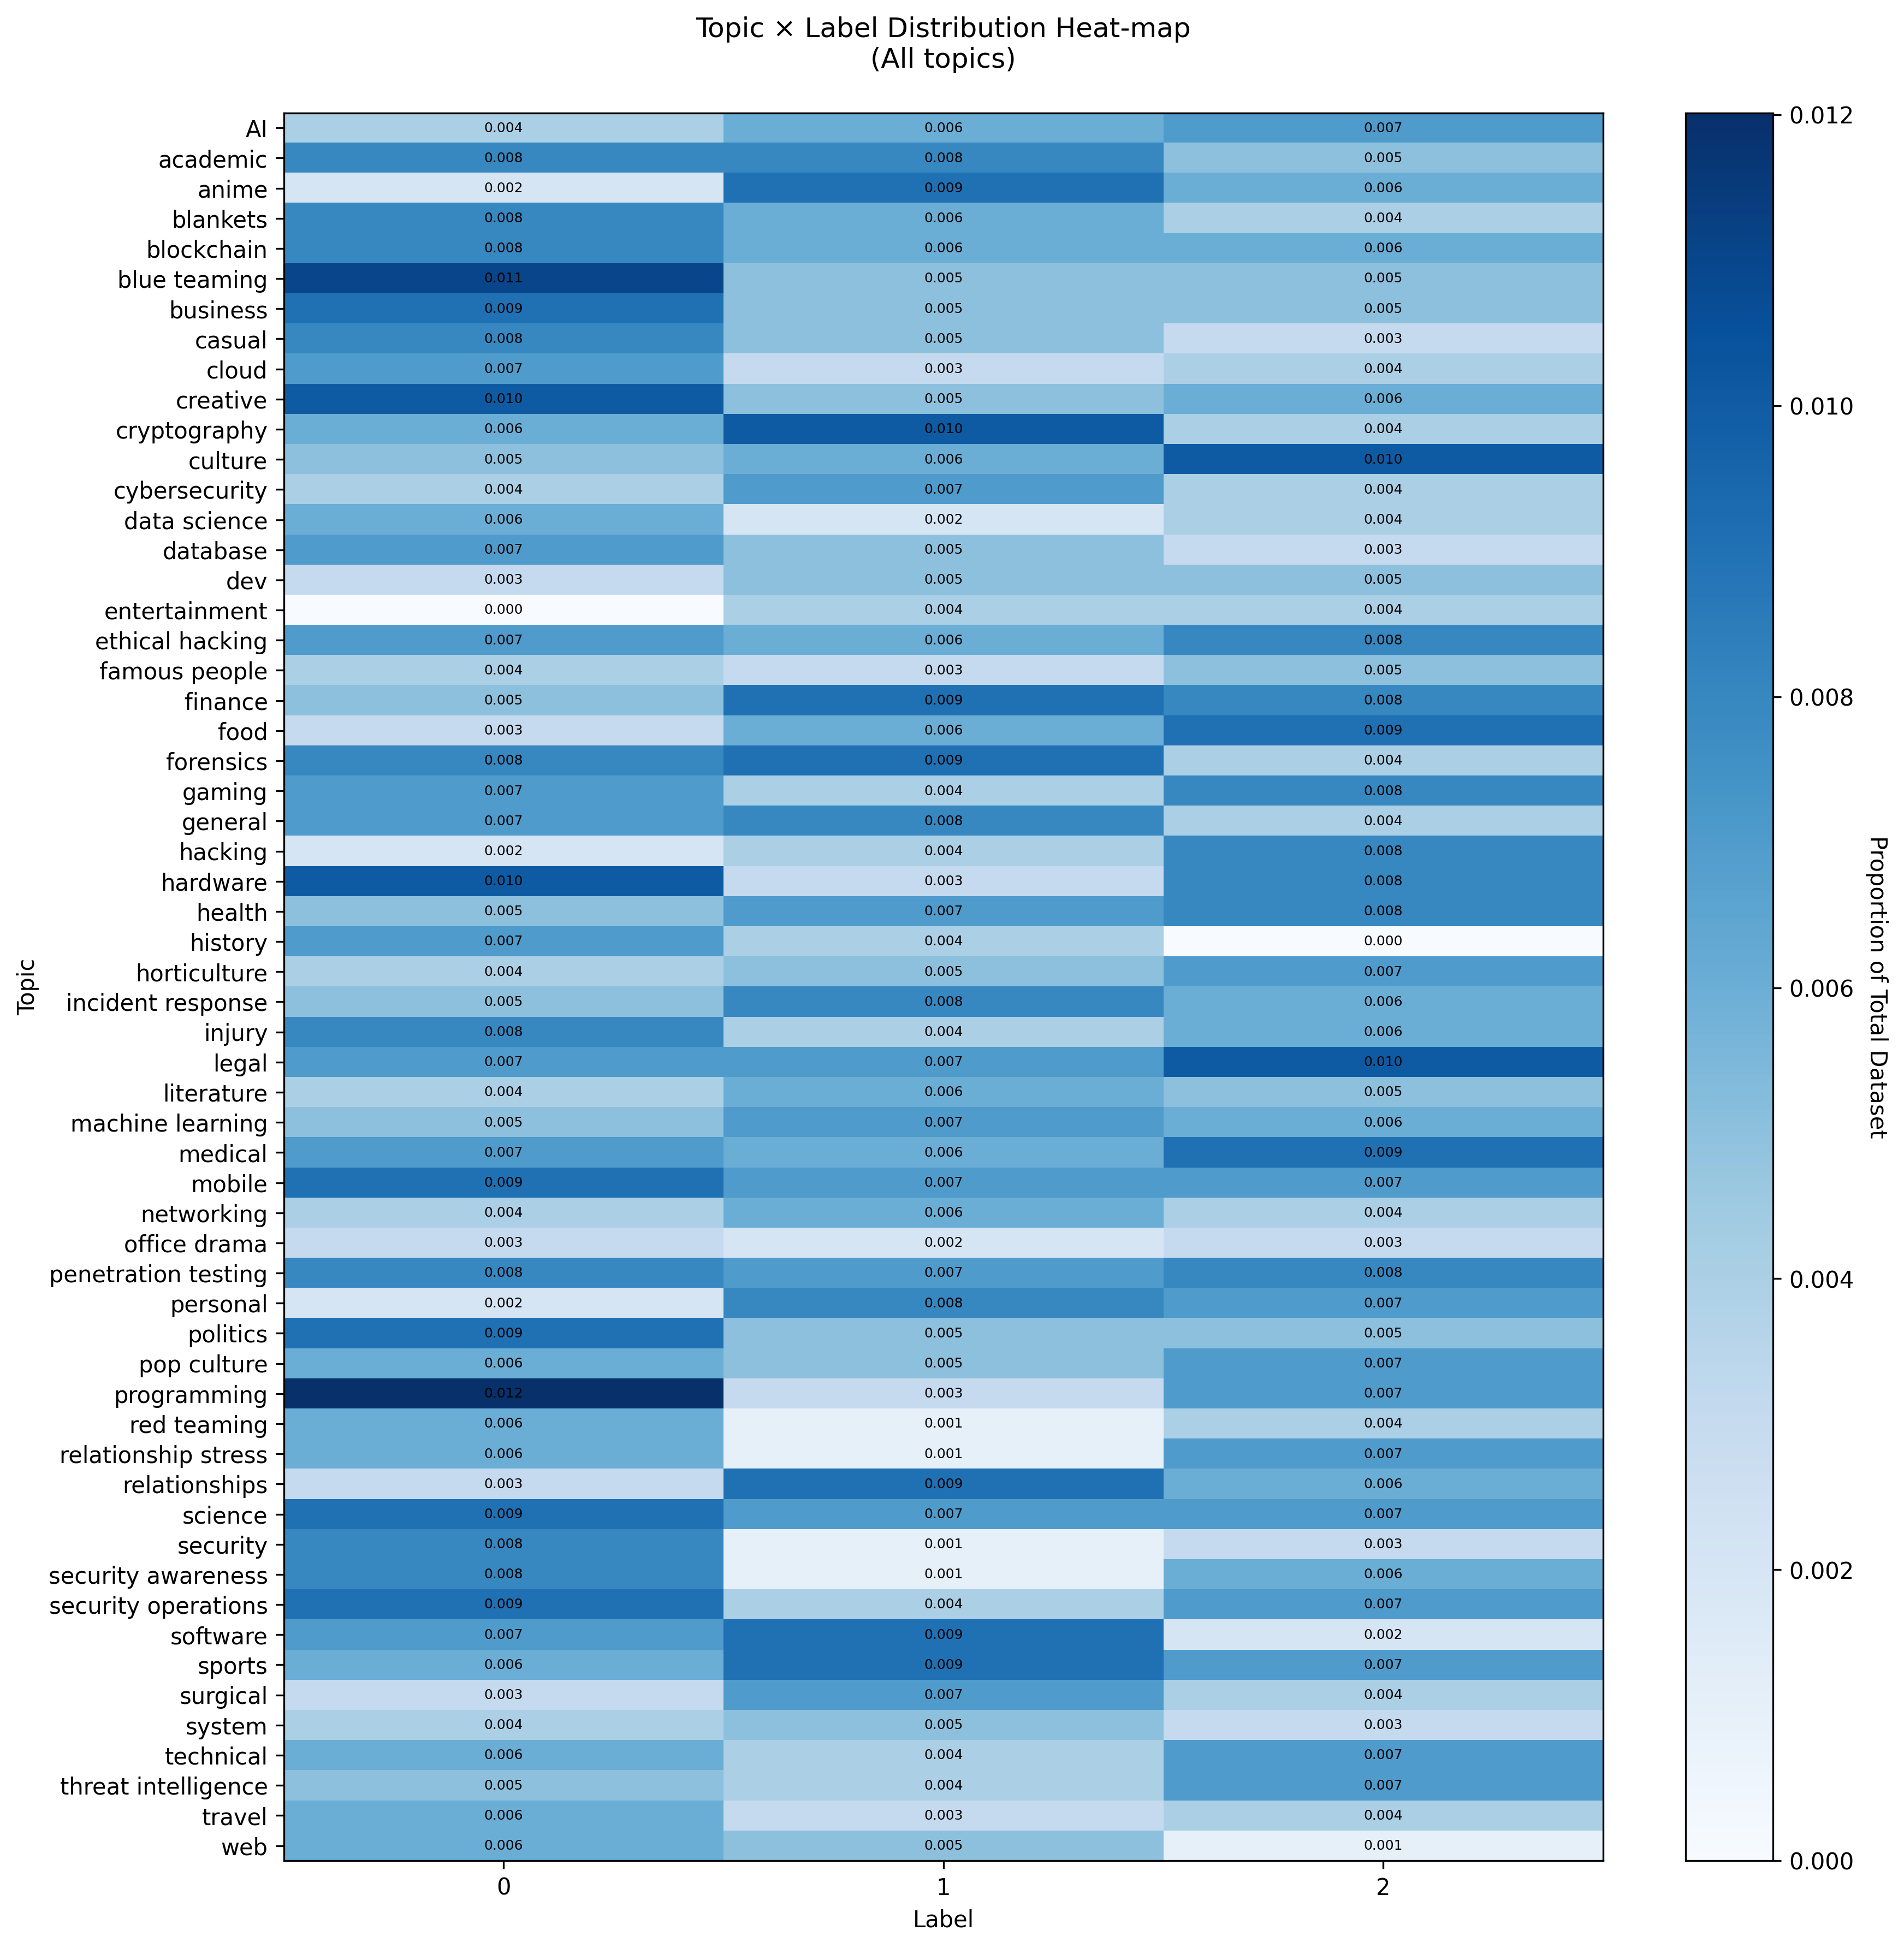 Topic × Label Distribution Heat-map
(All topics)
AI 0.004 0.006 0.007
academic 0.008 0.008 0.005
anime 0.002 0.009 0.006
blankets 0.008 0.006 0.004
blockchain 0.008 0.006 0.006
blue teaming 0.011 0.005 0.005
business 0.009 0.005 0.005
casual 0.008 0.005 0.003
cloud 0.007 0.003 0.004
creative 0.010 0.005 0.006
cryptography 0.006 0.010 0.004
culture 0.005 0.006 0.010
cybersecurity 0.004 0.007 0.004
data science 0.006 0.002 0.004
database 0.007 0.005 0.003
dev 0.003 0.005 0.005
entertainment 0.000 0.004 0.004
ethical hacking 0.007 0.006 0.008
famous people 0.004 0.003 0.005
finance 0.005 0.009 0.008
food 0.003 0.006 0.009
forensics 0.008 0.009 0.004
gaming 0.007 0.004 0.008
general 0.007 0.008 0.004
hacking 0.002 0.004 0.008
hardware 0.010 0.003 0.008
health 0.005 0.007 0.008
history 0.007 0.004 0.000
horticulture 0.004 0.005 0.007
incident response 0.005 0.008 0.006
injury 0.008 0.004 0.006
legal 0.007 0.007 0.010
literature 0.004 0.006 0.005
machine learning 0.005 0.007 0.006
medical 0.007 0.006 0.009
mobile 0.009 0.007 0.007
networking 0.004 0.006 0.004
office drama 0.003 0.002 0.003
penetration testing 0.008 0.007 0.008
personal 0.002 0.008 0.007
politics 0.009 0.005 0.005
pop culture 0.006 0.005 0.007
programming 0.012 0.003 0.007
red teaming 0.006 0.001 0.004
relationship stress 0.006 0.001 0.007
relationships 0.003 0.009 0.006
science 0.009 0.007 0.007
security 0.008 0.001 0.003
security awareness 0.008 0.001 0.006
security operations 0.009 0.004 0.007
software 0.007 0.009 0.002
sports 0.006 0.009 0.007
surgical 0.003 0.007 0.004
system 0.004 0.005 0.003
technical 0.006 0.004 0.007
threat intelligence 0.005 0.004 0.007
travel 0.006 0.003 0.004
web 0.006 0.005 0.001
0 1 2
Label
Topic
0.012
0.010
0.008
0.006
0.004
0.002
0.000
Proportion of Total Dataset